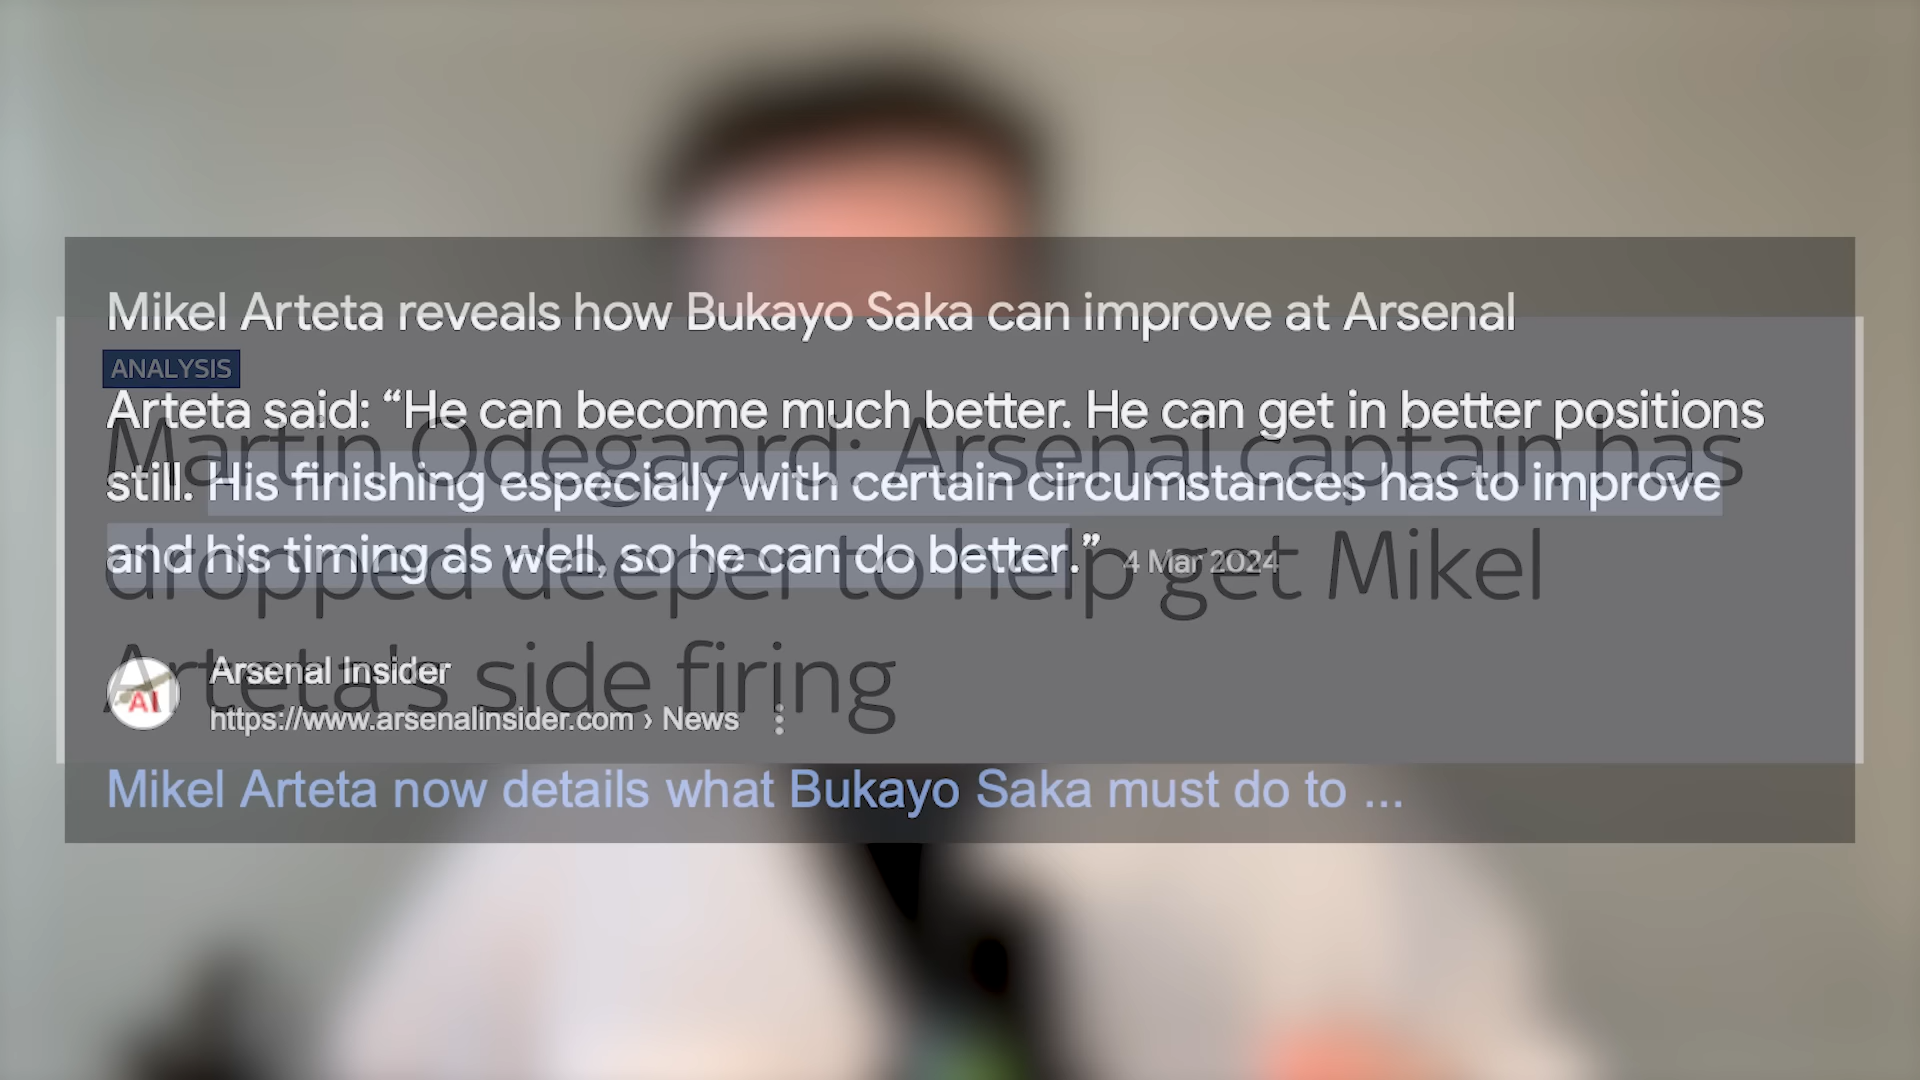 Mikel Arteta reveals how Bukayo Saka can improve at Arsenal
ANALYSIS
Arteta said: “He can become much better. He can get in better positions
still. His finishing especially with certain circumstances has to improve
and his timing as well, so he can do better.” 4 Mar 2024
Martin Odegaard: Arsenal captain has
dropped deeper to help get Mikel
Arteta's side firing
AI
Arsenal Insider
https://www.arsenalinsider.com › News
Mikel Arteta now details what Bukayo Saka must do to ...